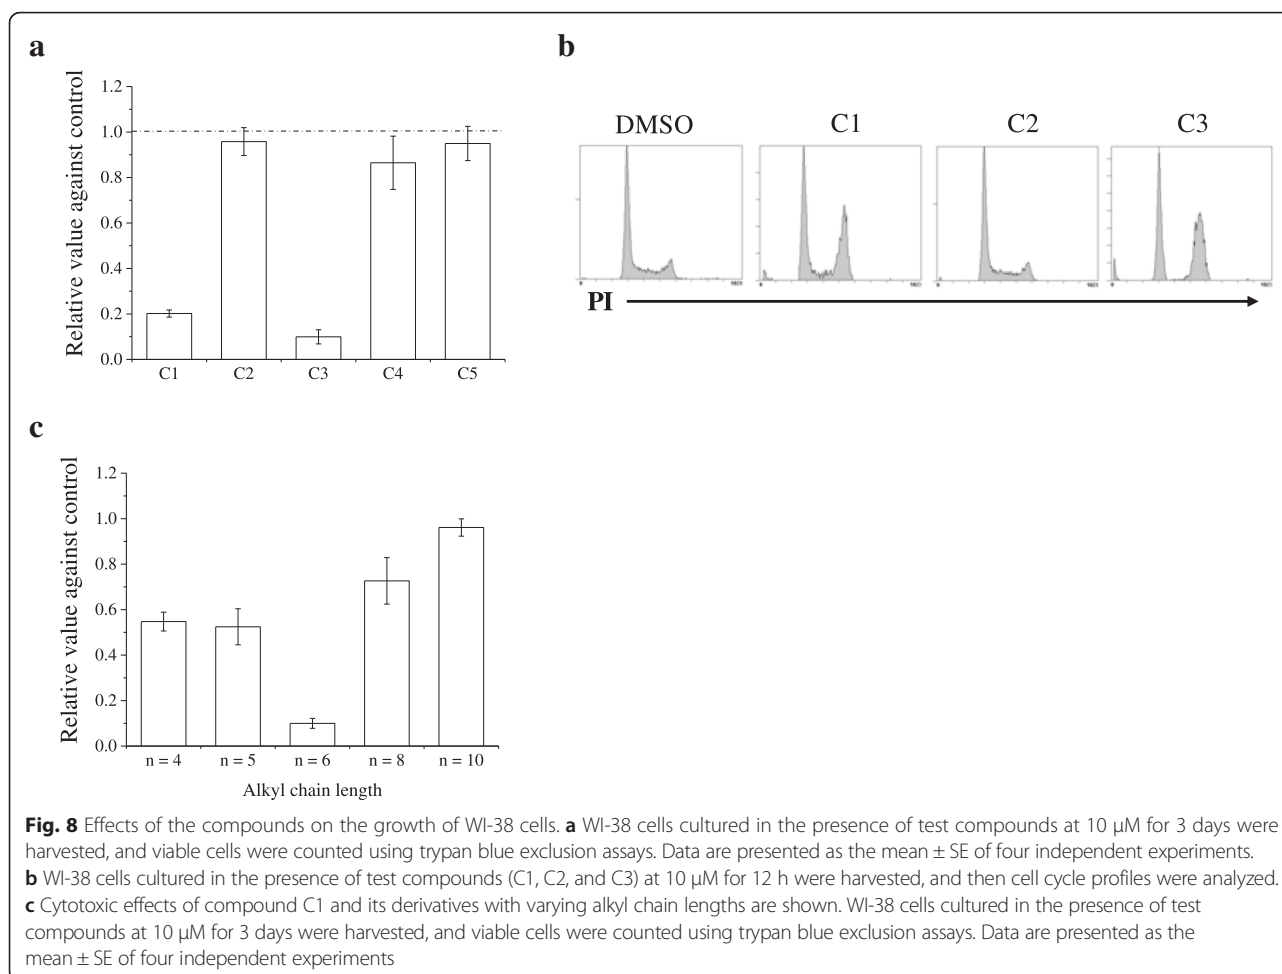 a
1.2
1.0
0.8
0.6
0.4
0.2
0.0
Relative value against control
C1 C2 C3 C4 C5
b
DMSO C1 C2 C3
PI
c
1.2
1.0
0.8
0.6
0.4
0.2
0.0
Relative value against control
n = 4 n = 5 n = 6 n = 8 n = 10
Alkyl chain length
Fig. 8 Effects of the compounds on the growth of WI-38 cells. a WI-38 cells cultured in the presence of test compounds at 10 μM for 3 days were
harvested, and viable cells were counted using trypan blue exclusion assays. Data are presented as the mean ± SE of four independent experiments.
b WI-38 cells cultured in the presence of test compounds (C1, C2, and C3) at 10 μM for 12 h were harvested, and then cell cycle profiles were analyzed.
c Cytotoxic effects of compound C1 and its derivatives with varying alkyl chain lengths are shown. WI-38 cells cultured in the presence of test
compounds at 10 μM for 3 days were harvested, and viable cells were counted using trypan blue exclusion assays. Data are presented as the
mean ± SE of four independent experiments